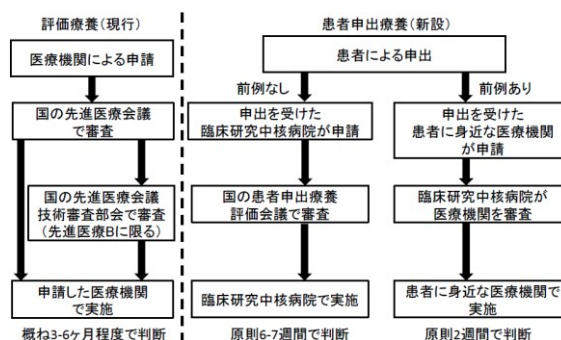 評価療養(現行)
医療機関による申請
国の先進医療会議
で審査
国の先進医療会議
技術審査部会で審査
(先進医療Bに限る)
申請した医療機関
で実施
概ね3-6ヶ月程度で判断
患者申出療養(新設)
患者による申出
前例なし
申出を受けた
臨床研究中核病院が申請
国の患者申出療養
評価会議で審査
臨床研究中核病院で実施
原則6-7週間で判断
前例あり
申出を受けた
患者に身近な医療機関
が申請
臨床研究中核病院が
医療機関を審査
患者に身近な医療機関で
実施
原則2週間で判断